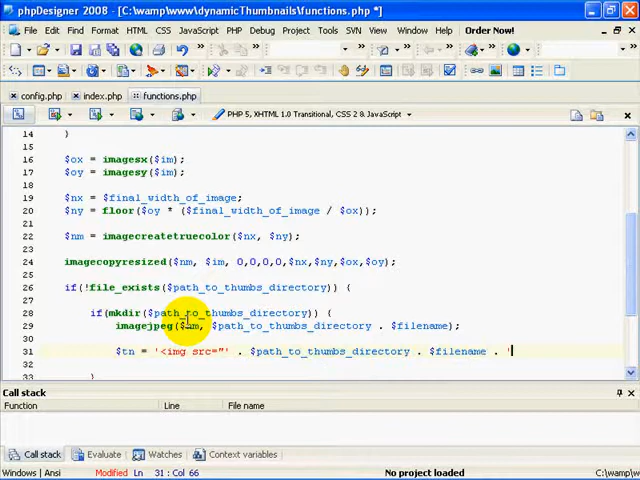 phpDesigner 2008 - [C:\wamp\www\dynamicThumbnails\functions.php *]
File Edit Search Insert Format HTML CSS JavaScript PHP Debug Tools Database Project View Window Help Order Now!
PHP 5, XHTML 1.0 Transitional, CSS 2 & JavaScript
config.php index.php functions.php
14 }
15
16 $ox = imagesx($im);
17 $oy = imagesy($im);
18
19 $nx = $final_width_of_image;
20 $ny = floor($oy * ($final_width_of_image / $ox));
21
22 $nm = imagecreatetruecolor($nx, $ny);
23
24 imagecopyresized($nm, $im, 0,0,0,0,$nx,$ny,$ox,$oy);
25
26 if(!file_exists($path_to_thumbs_directory)) {
27
28 if(mkdir($path_to_thumbs_directory)) {
29 imagejpeg($nm, $path_to_thumbs_directory . $filename);
30
31 $tn = '<img src="' . $path_to_thumbs_directory . $filename . '
32
33 }
Call stack
Function Line File name
Call stack Evaluate Watches Context variables
Windows | Ansi Modified Ln 31 : Col 66 No project loaded C:\wamp\w